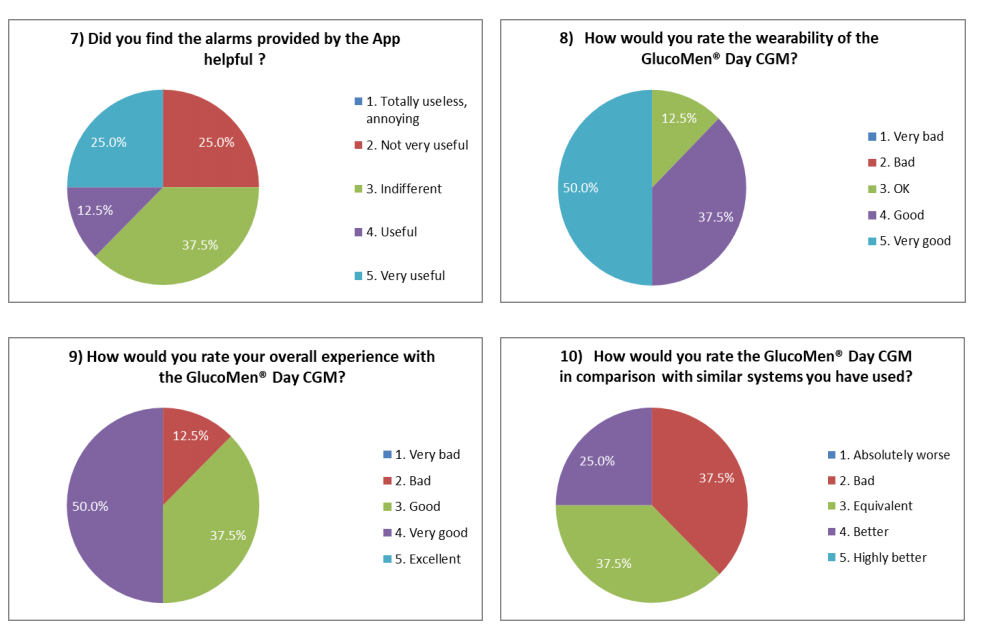 7) Did you find the alarms provided by the App
helpful ?
25.0%
25.0%
12.5%
37.5%
1. Totally useless,
annoying
2. Not very useful
3. Indifferent
4. Useful
5. Very useful
8) How would you rate the wearability of the
GlucoMen® Day CGM?
12.5%
50.0%
37.5%
1. Very bad
2. Bad
3. OK
4. Good
5. Very good
9) How would you rate your overall experience with
the GlucoMen® Day CGM?
12.5%
50.0%
37.5%
1. Very bad
2. Bad
3. Good
4. Very good
5. Excellent
10) How would you rate the GlucoMen® Day CGM
in comparison with similar systems you have used?
25.0%
37.5%
37.5%
1. Absolutely worse
2. Bad
3. Equivalent
4. Better
5. Highly better